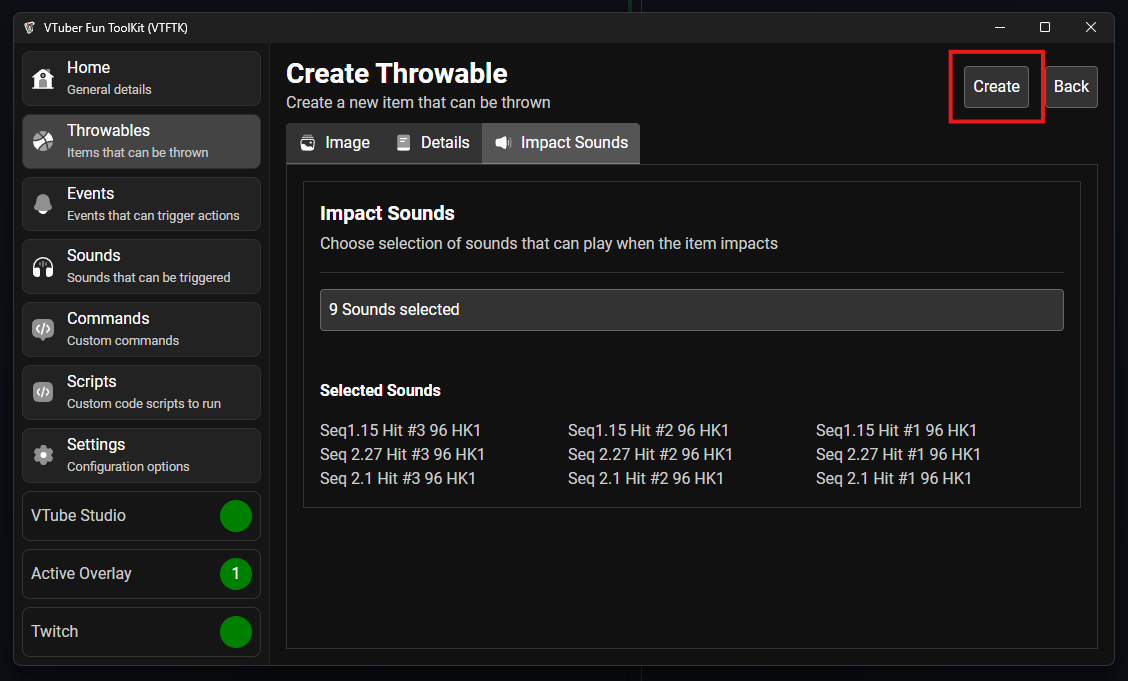 VTuber Fun ToolKit (VTFTK)
Home
General details
Throwables
Items that can be thrown
Events
Events that can trigger actions
Sounds
Sounds that can be triggered
Commands
Custom commands
Scripts
Custom code scripts to run
Settings
Configuration options
VTube Studio
Active Overlay 1
Twitch
Create Throwable
Create a new item that can be thrown
Create Back
Image Details Impact Sounds
Impact Sounds
Choose selection of sounds that can play when the item impacts
9 Sounds selected
Selected Sounds
Seq1.15 Hit #3 96 HK1 Seq1.15 Hit #2 96 HK1 Seq1.15 Hit #1 96 HK1
Seq 2.27 Hit #3 96 HK1 Seq 2.27 Hit #2 96 HK1 Seq 2.27 Hit #1 96 HK1
Seq 2.1 Hit #3 96 HK1 Seq 2.1 Hit #2 96 HK1 Seq 2.1 Hit #1 96 HK1